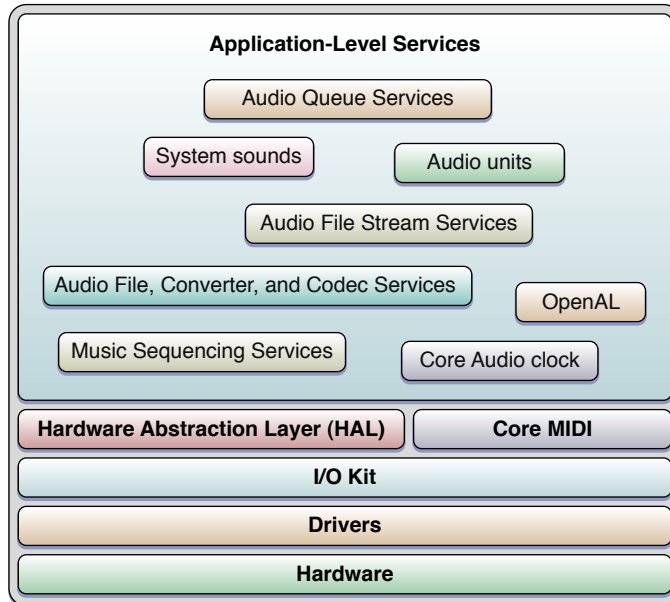 Application-Level Services
Audio Queue Services
System sounds
Audio units
Audio File Stream Services
Audio File, Converter, and Codec Services
OpenAL
Music Sequencing Services
Core Audio clock
Hardware Abstraction Layer (HAL)
Core MIDI
I/O Kit
Drivers
Hardware